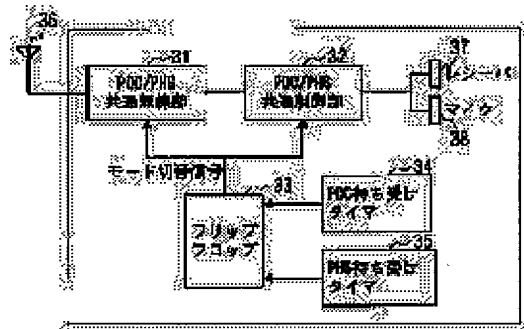 36
31
32
37
PDC/PHS
共通無線部
PDC/PHS
共通制御部
レシーバ
マイク
38
モード切替信号
33
34
フリップ
フロップ
PDC待ち受け
タイマ
35
PHS待ち受け
タイマ